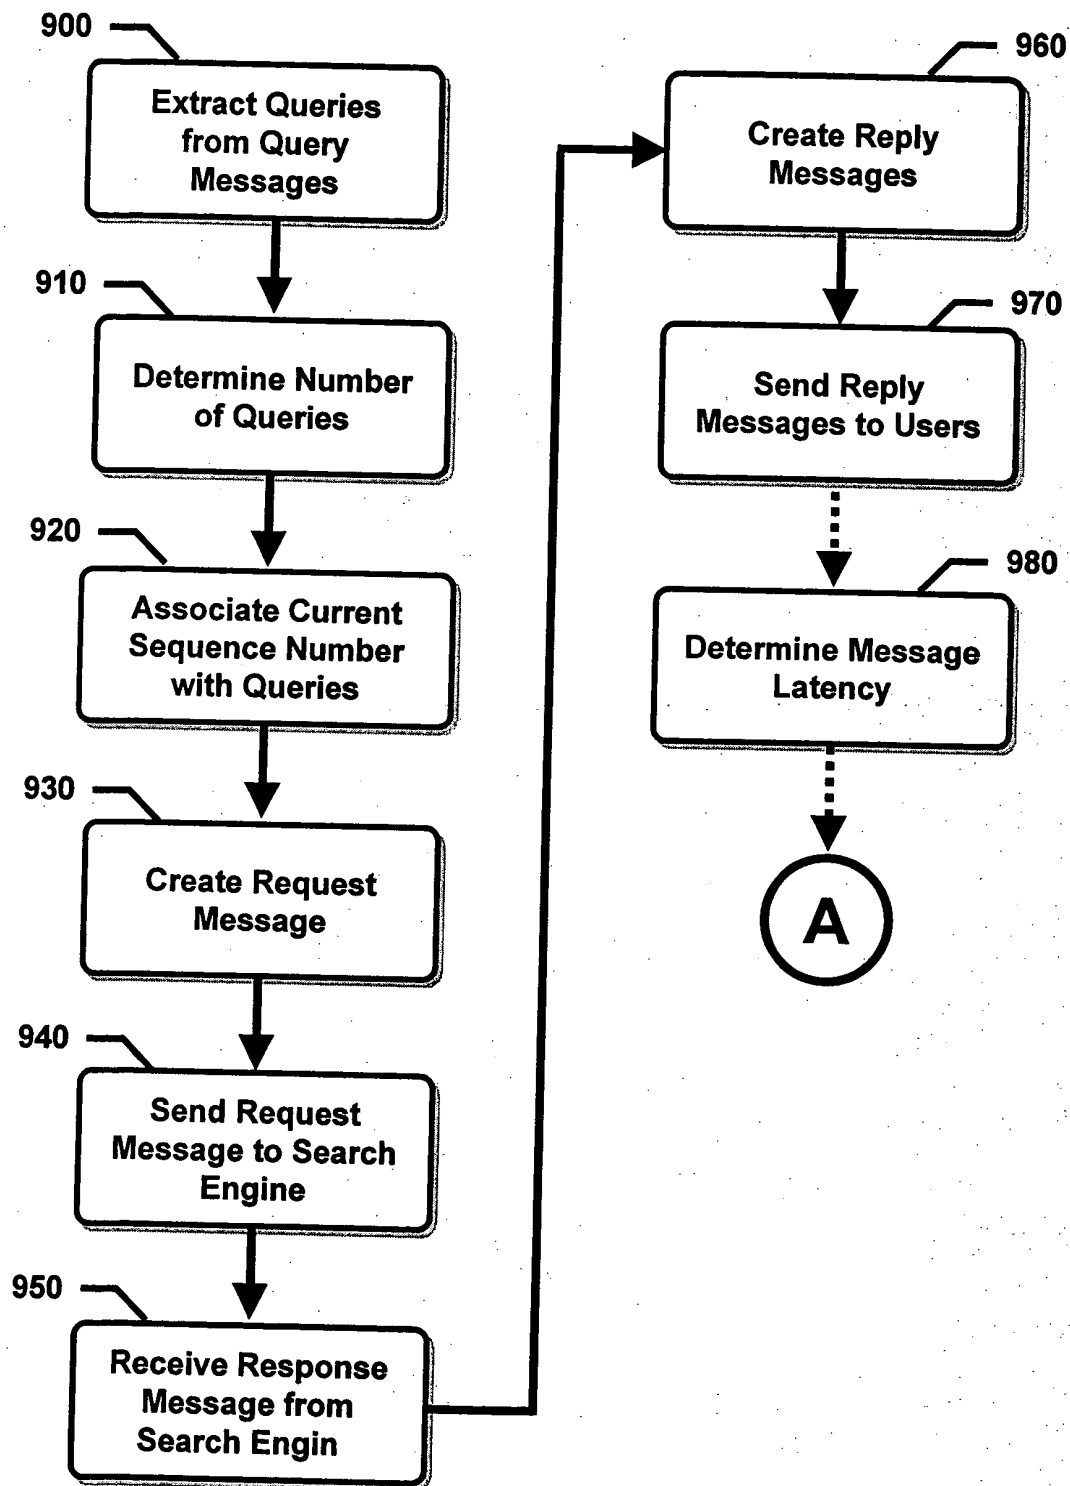 900
Extract Queries
from Query
Messages
910
Determine Number
of Queries
920
Associate Current
Sequence Number
with Queries
930
Create Request
Message
940
Send Request
Message to Search
Engine
950
Receive Response
Message from
Search Engin
960
Create Reply
Messages
970
Send Reply
Messages to Users
980
Determine Message
Latency
A